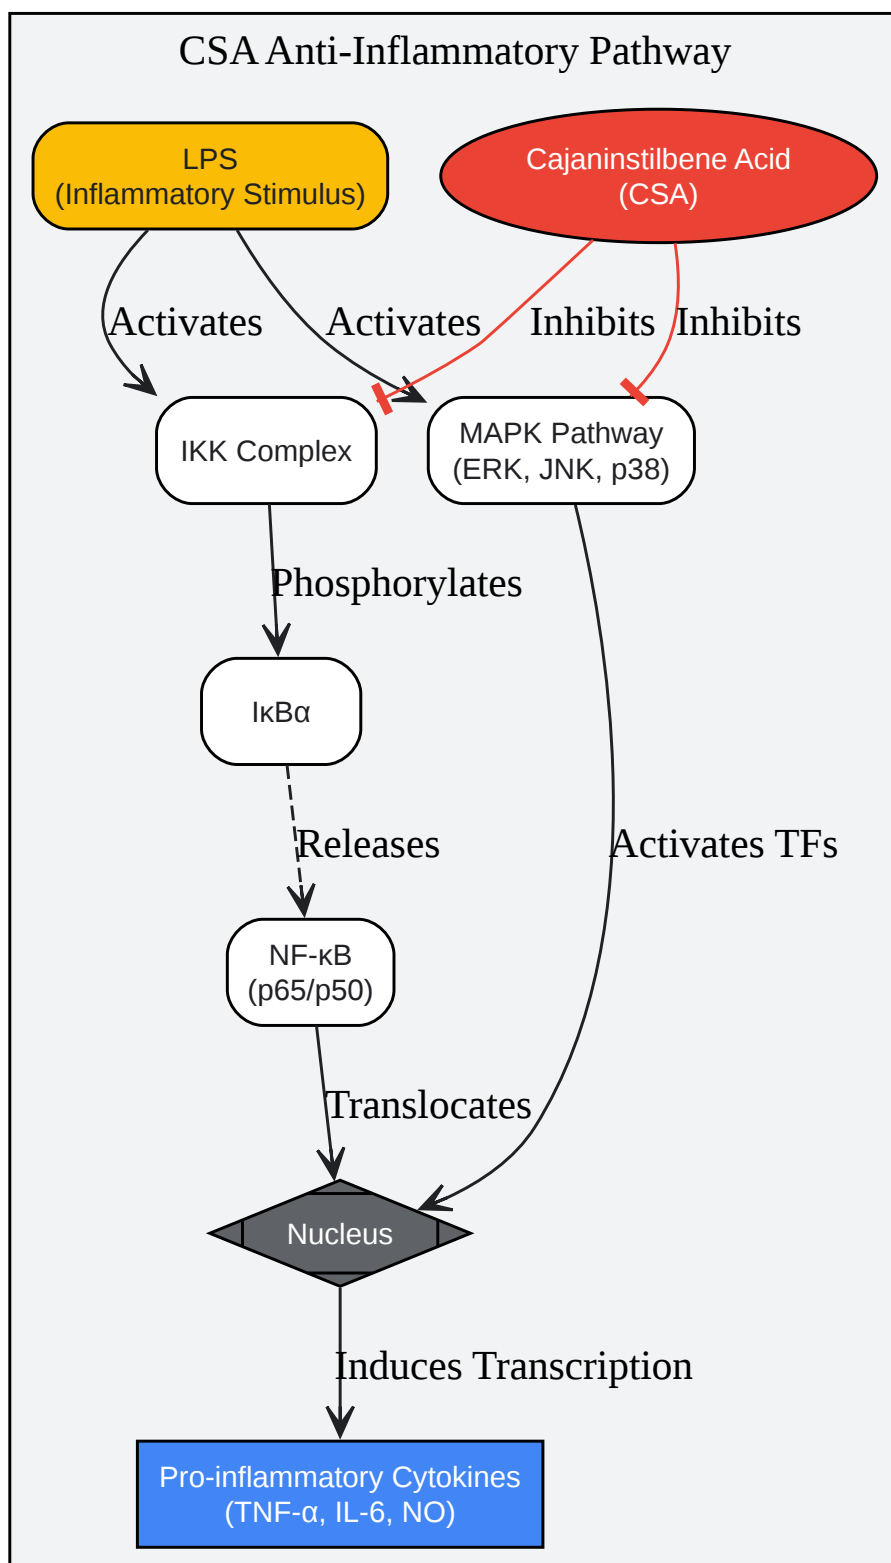 CSA Anti-Inflammatory Pathway
LPS
(Inflammatory Stimulus)
Cajaninstilbene Acid
(CSA)
Activates
Activates
Inhibits
Inhibits
IKK Complex
MAPK Pathway
(ERK, JNK, p38)
Phosphorylates
IκBα
Releases
Activates TFs
NF-κB
(p65/p50)
Translocates
Nucleus
Induces Transcription
Pro-inflammatory Cytokines
(TNF-α, IL-6, NO)